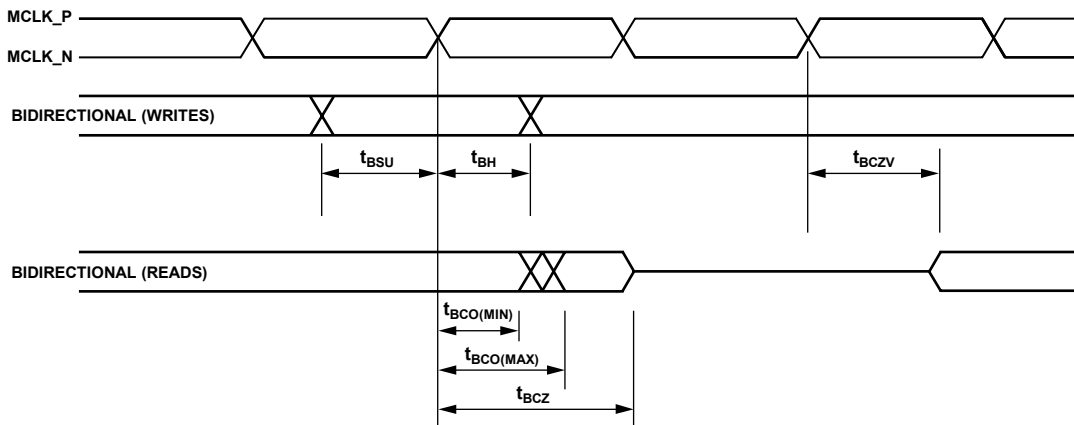 MCLK_P
MCLK_N
BIDIRECTIONAL (WRITES)
tBSU
tBH
tBCZV
BIDIRECTIONAL (READS)
tBCO(MIN)
tBCO(MAX)
tBCZ